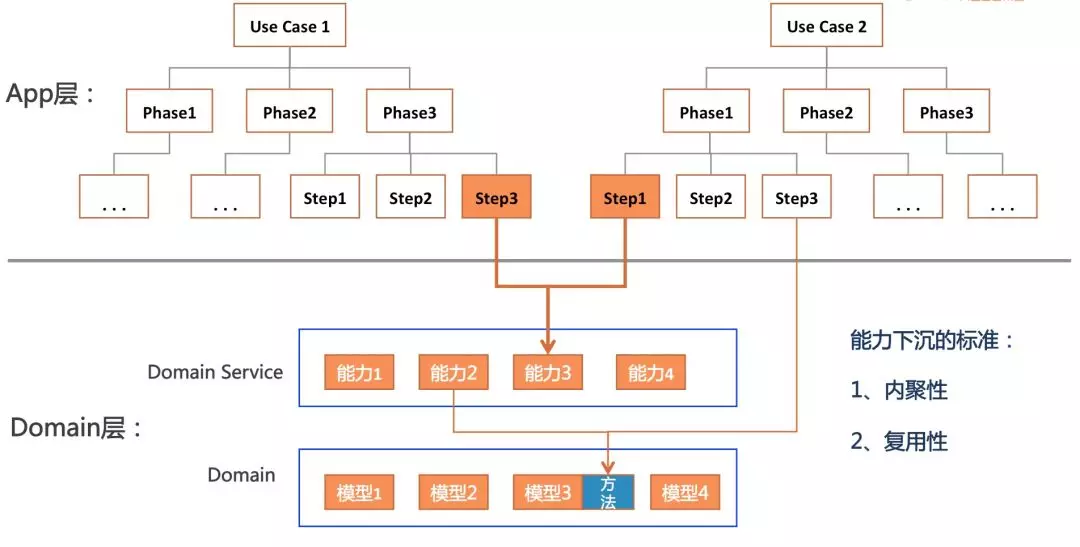 Use Case 1
Use Case 2
App层：
Phase1
Phase2
Phase3
Phase1
Phase2
Phase3
...
...
Step1
Step2
Step3
Step1
Step2
Step3
...
...
能力下沉的标准：
1、内聚性
2、复用性
Domain Service
能力1
能力2
能力3
能力4
Domain层：
Domain
模型1
模型2
模型3
方法
模型4